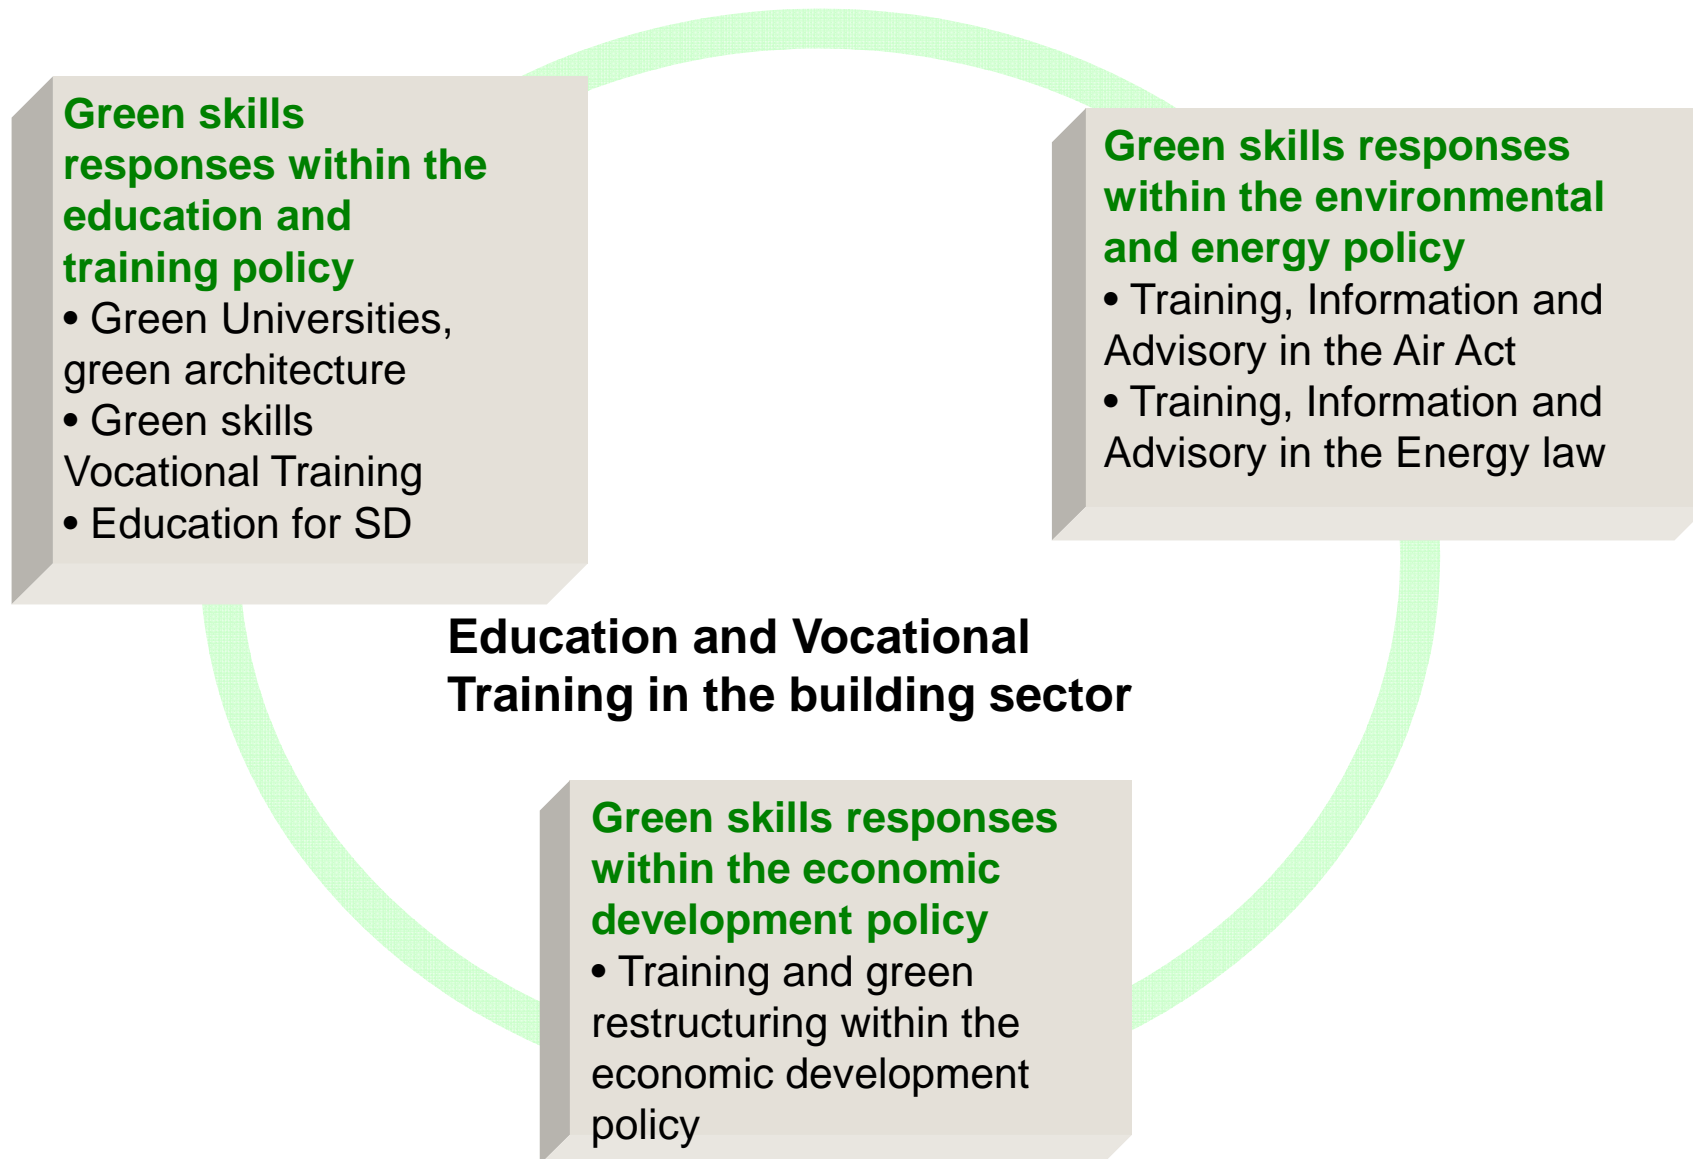 Green skills
responses within the
education and
training policy
• Green Universities,
green architecture
• Green skills
Vocational Training
• Education for SD
Green skills responses
within the environmental
and energy policy
• Training, Information and
Advisory in the Air Act
• Training, Information and
Advisory in the Energy law
Education and Vocational
Training in the building sector
Green skills responses
within the economic
development policy
• Training and green
restructuring within the
economic development
policy